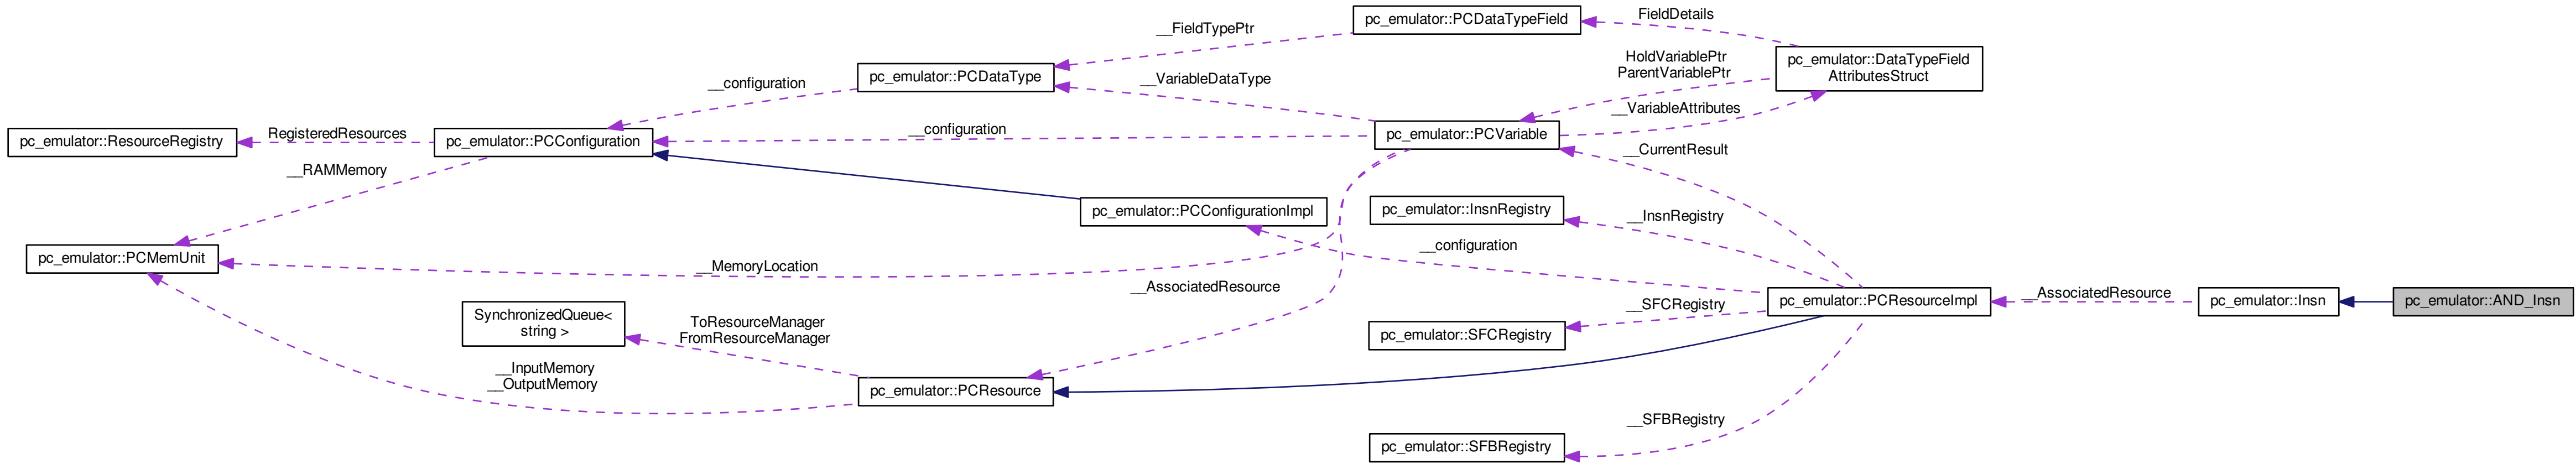 pc_emulator::PCDataTypeField
FieldDetails
__FieldTypePtr
HoldVariablePtr
ParentVariablePtr
pc_emulator::DataTypeField
AttributesStruct
pc_emulator::PCDataType
__VariableDataType
__configuration
__VariableAttributes
pc_emulator::ResourceRegistry
RegisteredResources
pc_emulator::PCConfiguration
__configuration
pc_emulator::PCVariable
__CurrentResult
__RAMMemory
pc_emulator::PCConfigurationImpl
pc_emulator::InsnRegistry
__InsnRegistry
__configuration
pc_emulator::PCMemUnit
__MemoryLocation
__AssociatedResource
pc_emulator::PCResourceImpl
__AssociatedResource
pc_emulator::Insn
pc_emulator::AND_Insn
__SFCRegistry
SynchronizedQueue<
string >
ToResourceManager
FromResourceManager
pc_emulator::SFCRegistry
__InputMemory
__OutputMemory
pc_emulator::PCResource
__SFBRegistry
pc_emulator::SFBRegistry